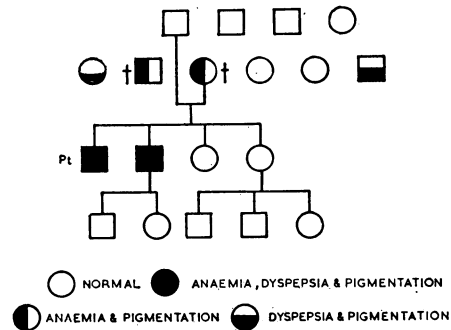 Pt
NORMAL ANAEMIA, DYSPEPSIA & PIGMENTATION
ANAEMIA & PIGMENTATION DYSPEPSIA & PIGMENTATION